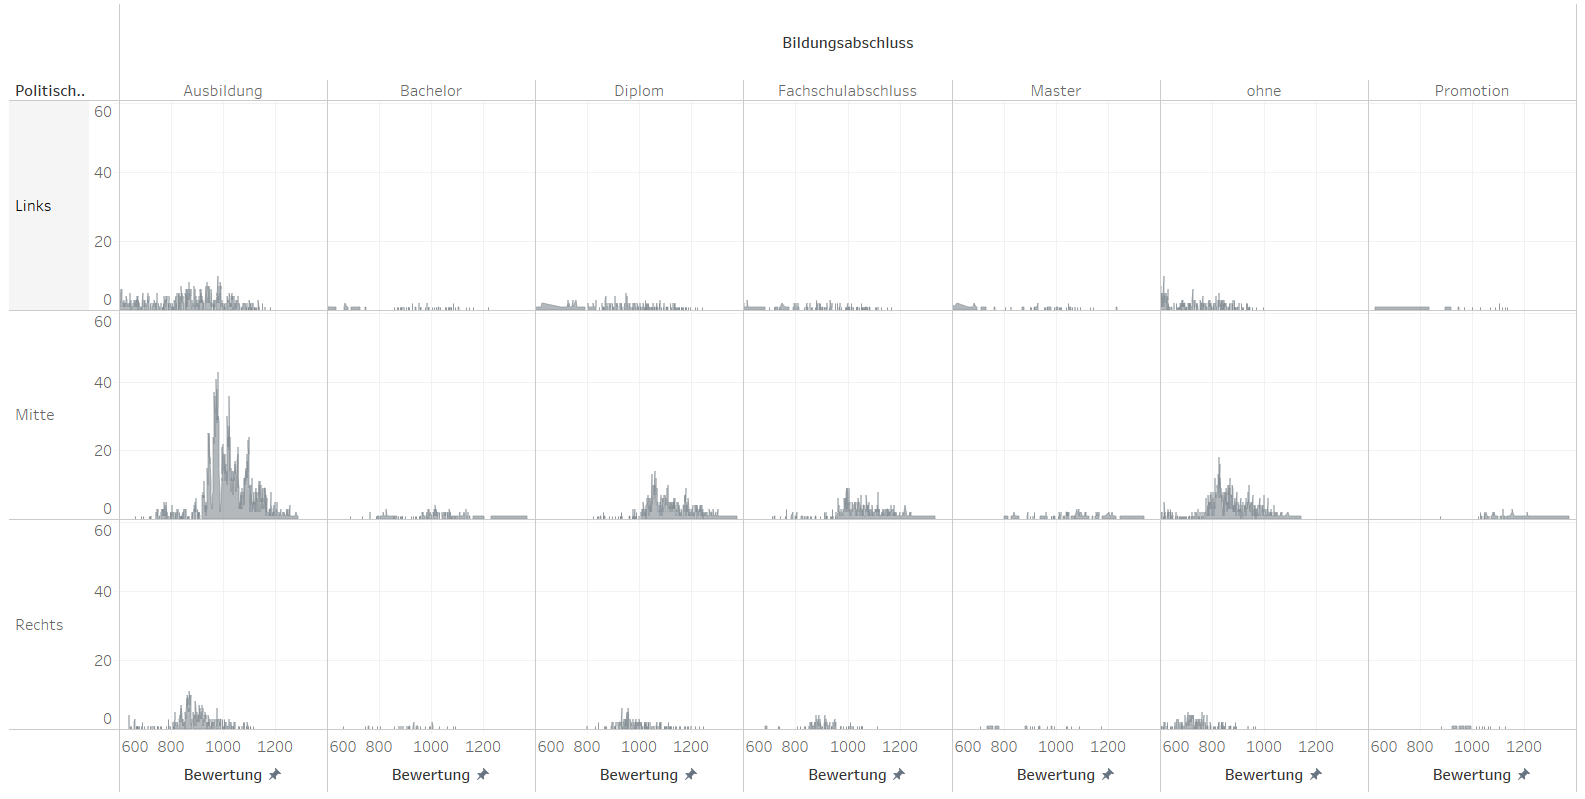 Bildungsabschluss
Politisch.. Ausbildung Bachelor Diplom Fachschulabschluss Master ohne Promotion
60
40
Links
20
0
60
40
Mitte
20
0
60
40
Rechts
20
0
600 800 1000 1200 600 800 1000 1200 600 800 1000 1200 600 800 1000 1200 600 800 1000 1200 600 800 1000 1200 600 800 1000 1200
Bewertung Bewertung Bewertung Bewertung Bewertung Bewertung Bewertung